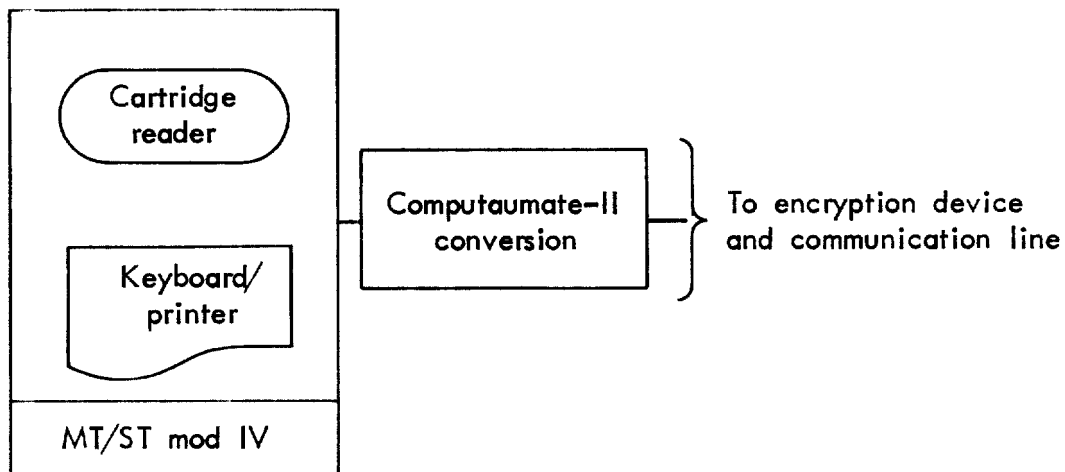 Cartridge
reader
Keyboard/
printer
MT/ST mod IV
Computaumate-II
conversion
To encryption device
and communication line